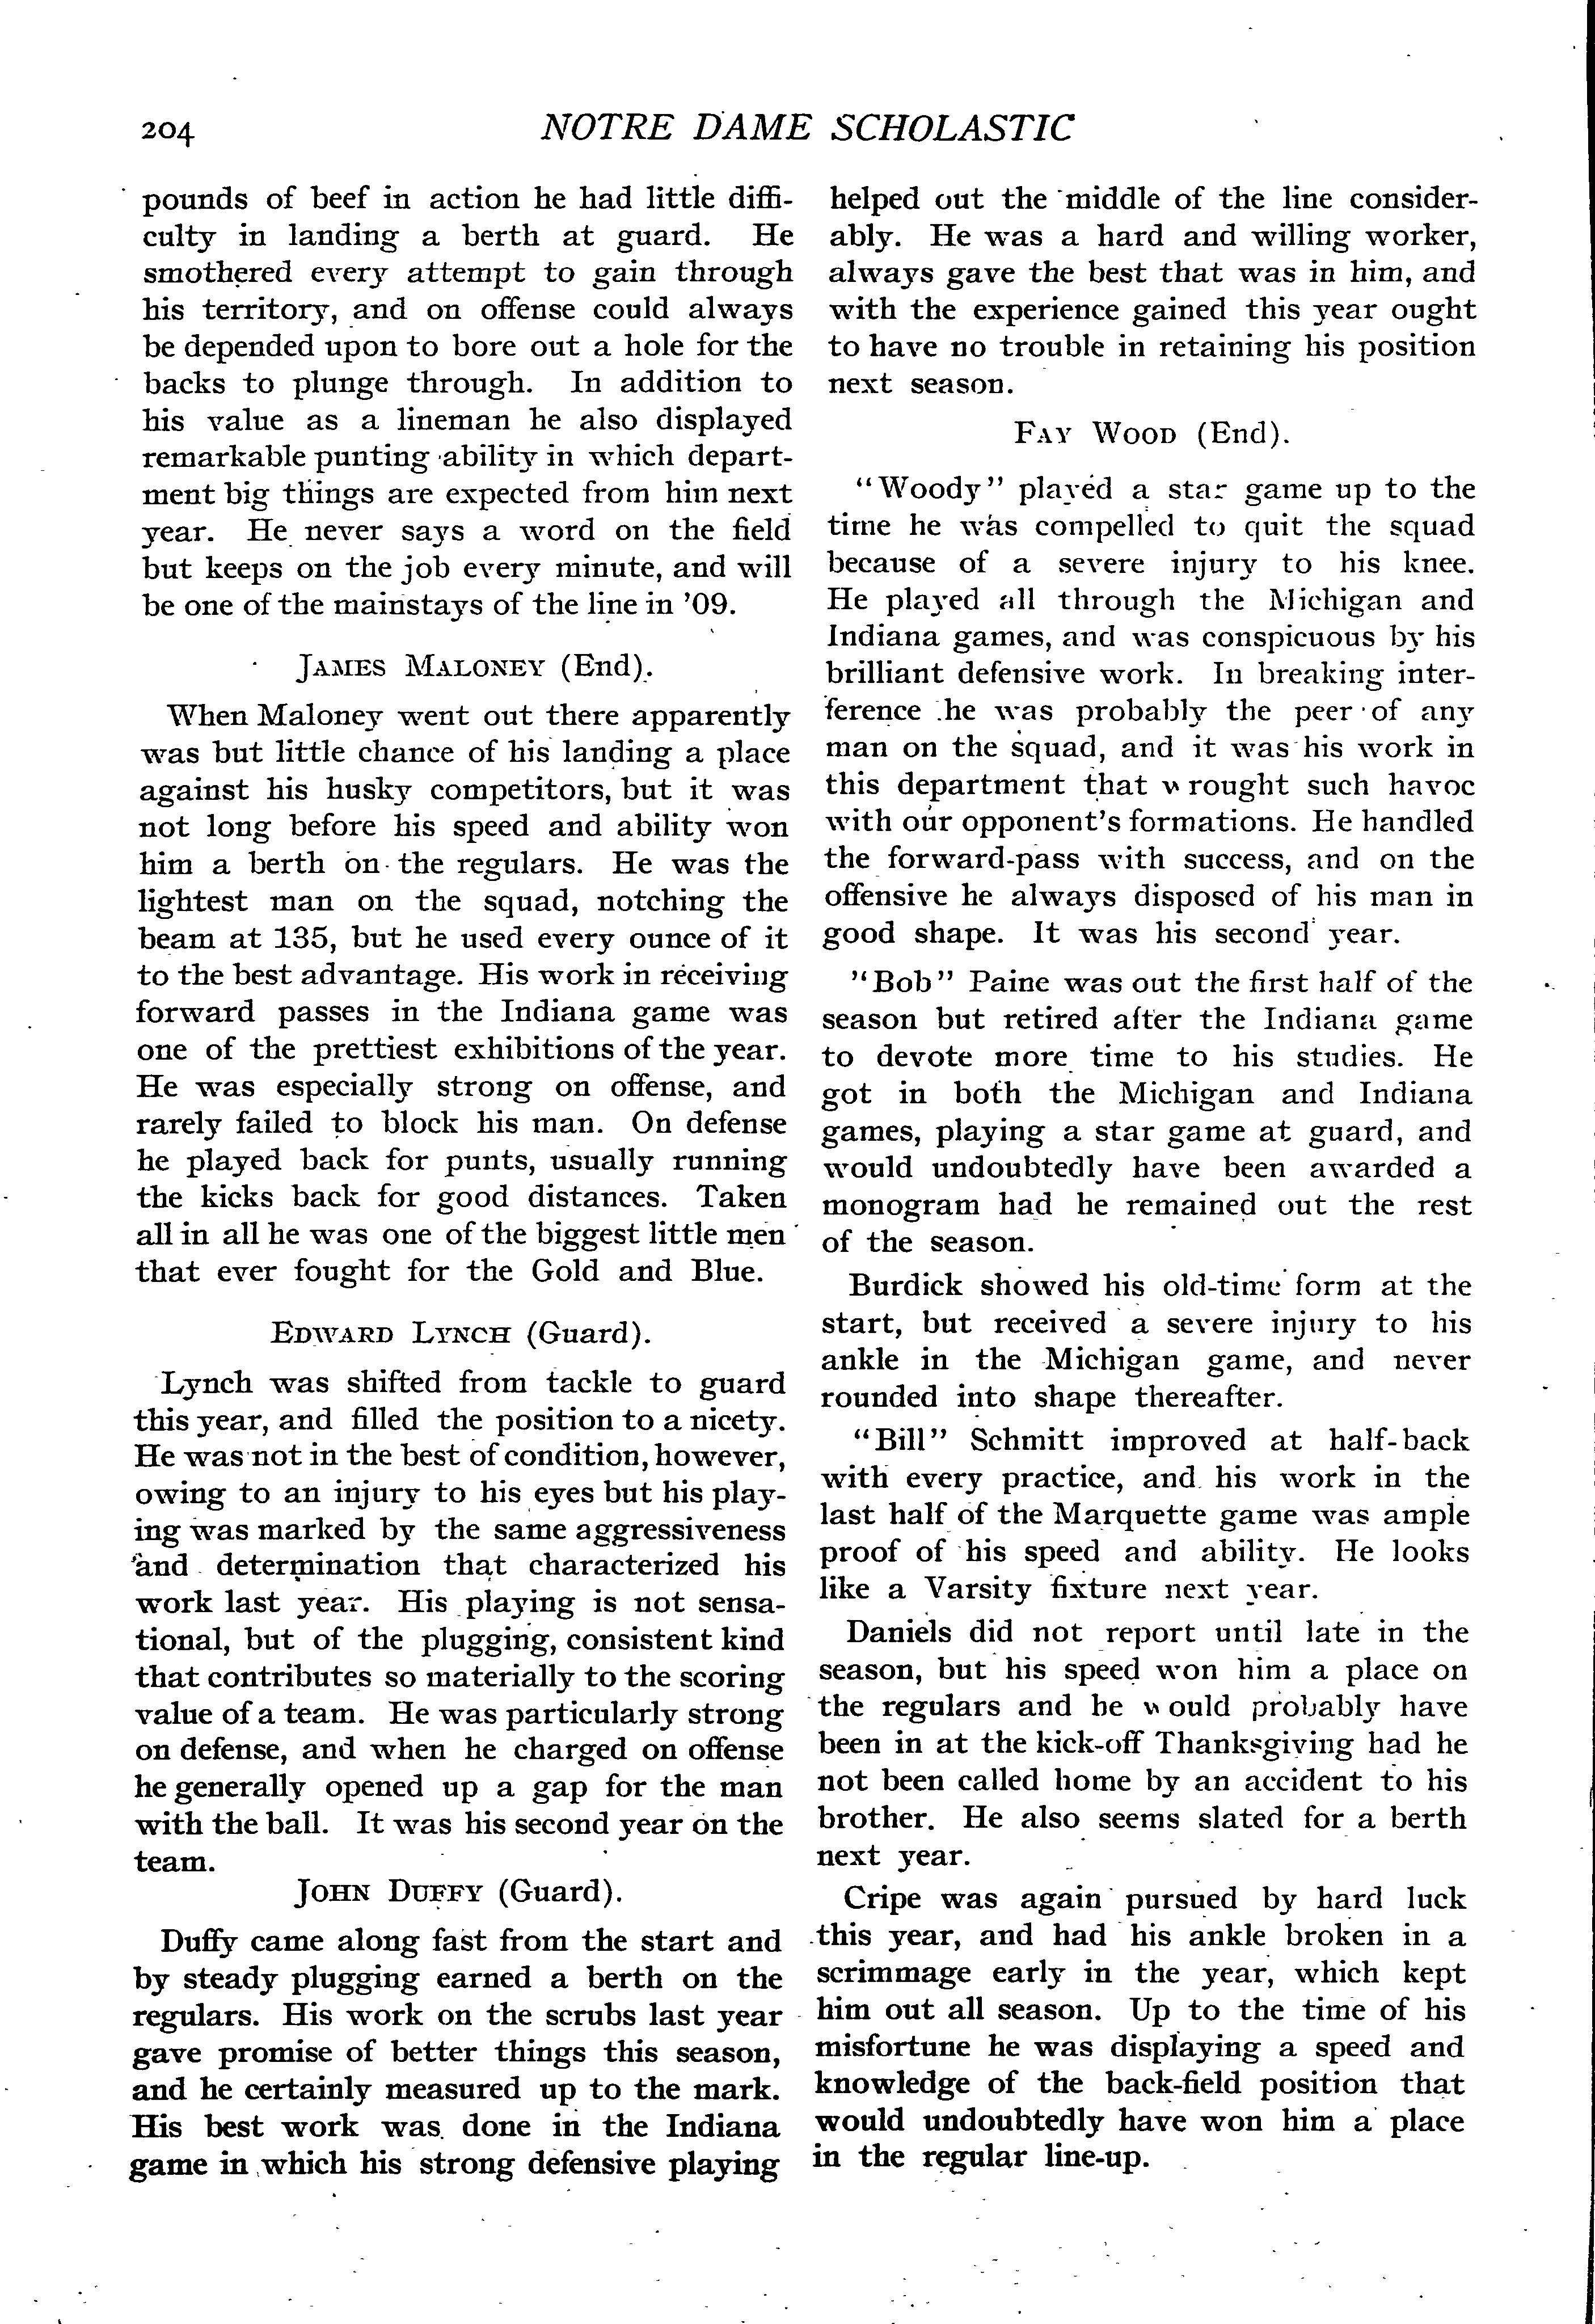 204
NOTRE DAME SCHOLASTIC
pounds of beef in action he had little diffi-
culty in landing a berth at guard. He
smothered every attempt to gain through
his territory, and on offense could always
be depended upon to bore out a hole for the
backs to plunge through. In addition to
his value as a lineman he also displayed
remarkable punting ability in which depart-
ment big things are expected from him next
year. He never says a word on the field
but keeps on the job every minute, and will
be one of the mainstays of the line in '09.
JAMES MALONEY (End).
When Maloney went out there apparently
was but little chance of his landing a place
against his husky competitors, but it was
not long before his speed and ability won
him a berth on the regulars. He was the
lightest man on the squad, notching the
beam at 135, but he used every ounce of it
to the best advantage. His work in receiving
forward passes in the Indiana game was
one of the prettiest exhibitions of the year.
He was especially strong on offense, and
rarely failed to block his man. On defense
he played back for punts, usually running
the kicks back for good distances. Taken
all in all he was one of the biggest little men
that ever fought for the Gold and Blue.
EDWARD LYNCH (Guard).
Lynch was shifted from tackle to guard
this year, and filled the position to a nicety.
He was not in the best of condition, however,
owing to an injury to his eyes but his play-
ing was marked by the same aggressiveness
and determination that characterized his
work last year. His playing is not sensa-
tional, but of the plugging, consistent kind
that contributes so materially to the scoring
value of a team. He was particularly strong
on defense, and when he charged on offense
he generally opened up a gap for the man
with the ball. It was his second year on the
team.
JOHN DUFFY (Guard).
Duffy came along fast from the start and
by steady plugging earned a berth on the
regulars. His work on the scrubs last year
gave promise of better things this season,
and he certainly measured up to the mark.
His best work was done in the Indiana
game in which his strong defensive playing
helped out the middle of the line consider-
ably. He was a hard and willing worker,
always gave the best that was in him, and
with the experience gained this year ought
to have no trouble in retaining his position
next season.
FAY WOOD (End).
"Woody" played a star game up to the
time he was compelled to quit the squad
because of a severe injury to his knee.
He played all through the Michigan and
Indiana games, and was conspicuous by his
brilliant defensive work. In breaking inter-
ference he was probably the peer of any
man on the squad, and it was his work in
this department that wrought such havoc
with our opponent's formations. He handled
the forward-pass with success, and on the
offensive he always disposed of his man in
good shape. It was his second year.
"Bob" Paine was out the first half of the
season but retired after the Indiana game
to devote more time to his studies. He
got in both the Michigan and Indiana
games, playing a star game at guard, and
would undoubtedly have been awarded a
monogram had he remained out the rest
of the season.
Burdick showed his old-time form at the
start, but received a severe injury to his
ankle in the Michigan game, and never
rounded into shape thereafter.
"Bill" Schmitt improved at half-back
with every practice, and his work in the
last half of the Marquette game was ample
proof of his speed and ability. He looks
like a Varsity fixture next year.
Daniels did not report until late in the
season, but his speed won him a place on
the regulars and he would probably have
been in at the kick-off Thanksgiving had he
not been called home by an accident to his
brother. He also seems slated for a berth
next year.
Cripe was again pursued by hard luck
this year, and had his ankle broken in a
scrimmage early in the year, which kept
him out all season. Up to the time of his
misfortune he was displaying a speed and
knowledge of the back-field position that
would undoubtedly have won him a place
in the regular line-up.